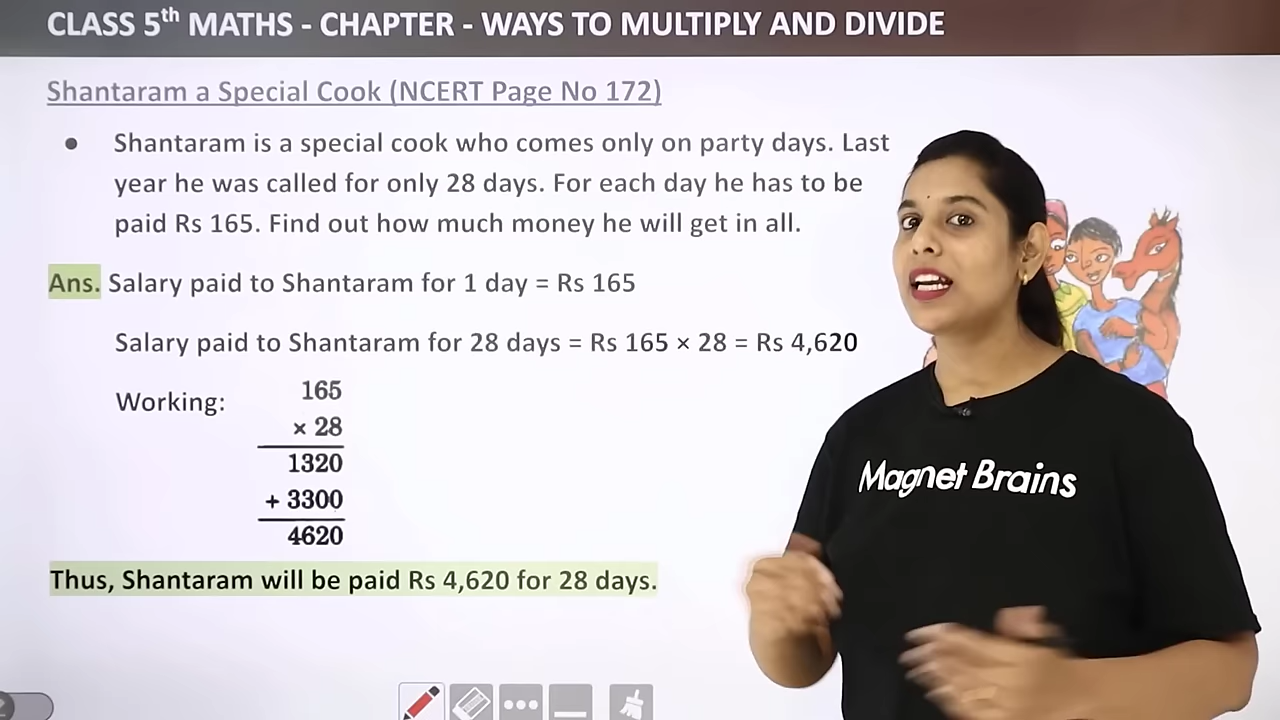 CLASS 5th MATHS - CHAPTER - WAYS TO MULTIPLY AND DIVIDE
Shantaram a Special Cook (NCERT Page No 172)
● Shantaram is a special cook who comes only on party days. Last
year he was called for only 28 days. For each day he has to be
paid Rs 165. Find out how much money he will get in all.
Ans. Salary paid to Shantaram for 1 day = Rs 165
Salary paid to Shantaram for 28 days = Rs 165 × 28 = Rs 4,620
Working:
165
× 28
1320
+ 3300
4620
Thus, Shantaram will be paid Rs 4,620 for 28 days.
Magnet Brains